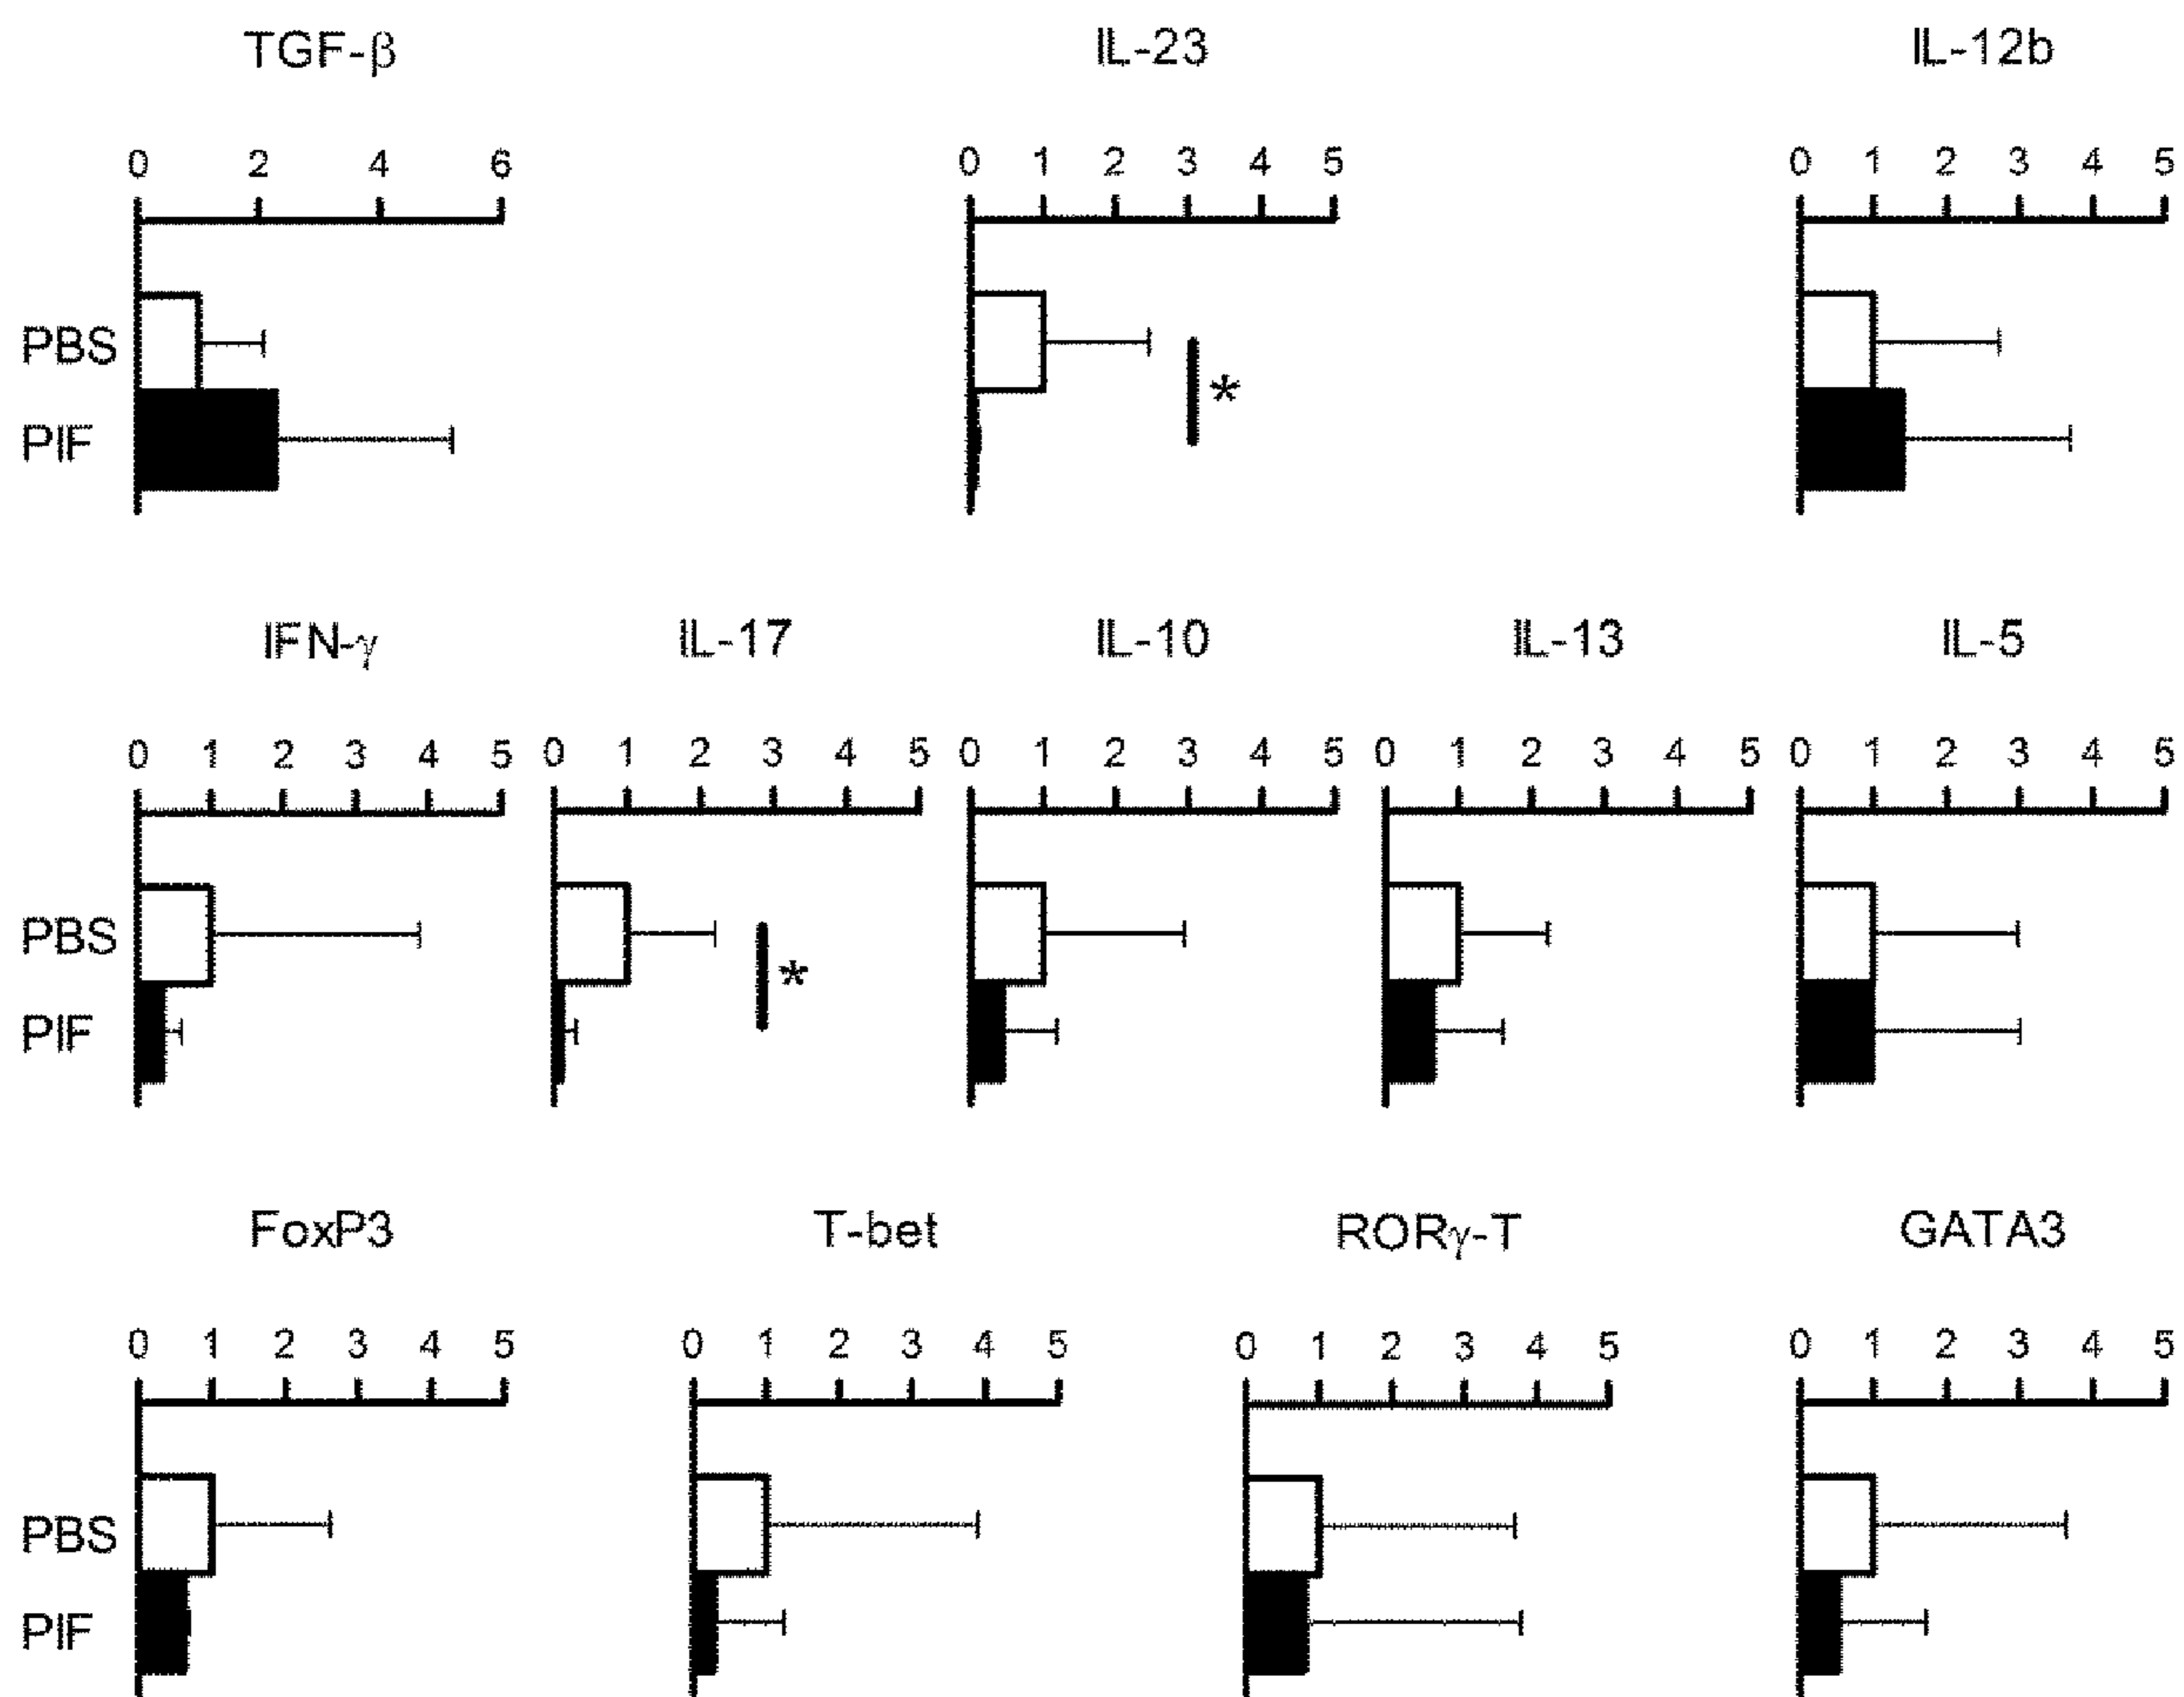 TGF-β IL-23 IL-12b
0 2 4 6 0 1 2 3 4 5 0 1 2 3 4 5
PBS
*
PIF
IFN-γ IL-17 IL-10 IL-13 IL-5
0 1 2 3 4 5 0 1 2 3 4 5 0 1 2 3 4 5 0 1 2 3 4 5 0 1 2 3 4 5
PBS
*
PIF
FoxP3 T-bet RORγ-T GATA3
0 1 2 3 4 5 0 1 2 3 4 5 0 1 2 3 4 5 0 1 2 3 4 5
PBS
PIF